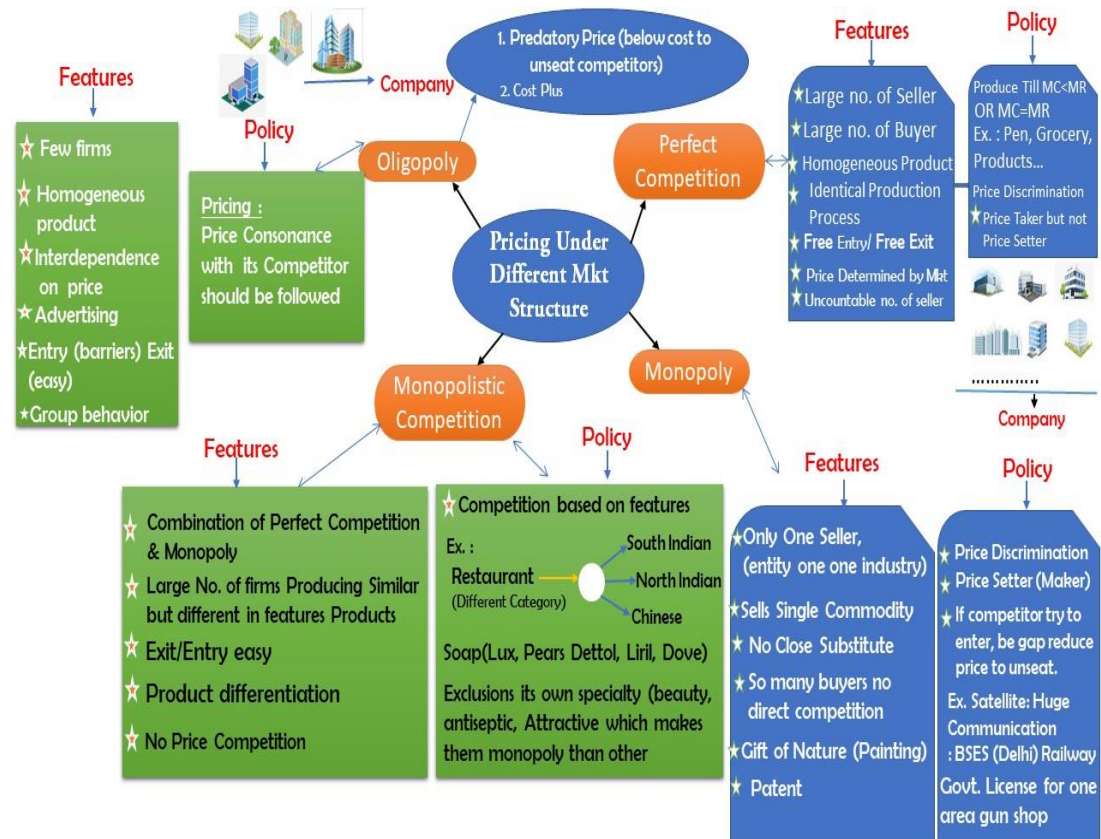 Pricing Under
Different Mkt
Structure
Oligopoly
Features
Few firms
Homogeneous
product
Interdependence
on price
Advertising
Entry (barriers) Exit
(easy)
Group behavior
Policy
Pricing :
Price Consonance
with its Competitor
should be followed
Company
1. Predatory Price (below cost to
unseat competitors)
2. Cost Plus
Perfect
Competition
Features
Large no. of Seller
Large no. of Buyer
Homogeneous Product
Identical Production
Process
Free Entry/ Free Exit
Price Determined by Mkt
Uncountable no. of seller
Policy
Produce Till MC<MR
OR MC=MR
Ex. : Pen, Grocery,
Products...
Price Discrimination
Price Taker but not
Price Setter
.............
Company
Monopolistic
Competition
Features
Combination of Perfect Competition
& Monopoly
Large No. of firms Producing Similar
but different in features Products
Exit/Entry easy
Product differentiation
No Price Competition
Policy
Competition based on features
Ex. :
Restaurant
(Different Category)
South Indian
North Indian
Chinese
Soap(Lux, Pears Dettol, Liril, Dove)
Exclusions its own specialty (beauty,
antiseptic, Attractive which makes
them monopoly than other
Monopoly
Features
Only One Seller,
(entity one one industry)
Sells Single Commodity
No Close Substitute
So many buyers no
direct competition
Gift of Nature (Painting)
Patent
Policy
Price Discrimination
Price Setter (Maker)
If competitor try to
enter, be gap reduce
price to unseat.
Ex. Satellite: Huge
Communication
: BSES (Delhi) Railway
Govt. License for one
area gun shop